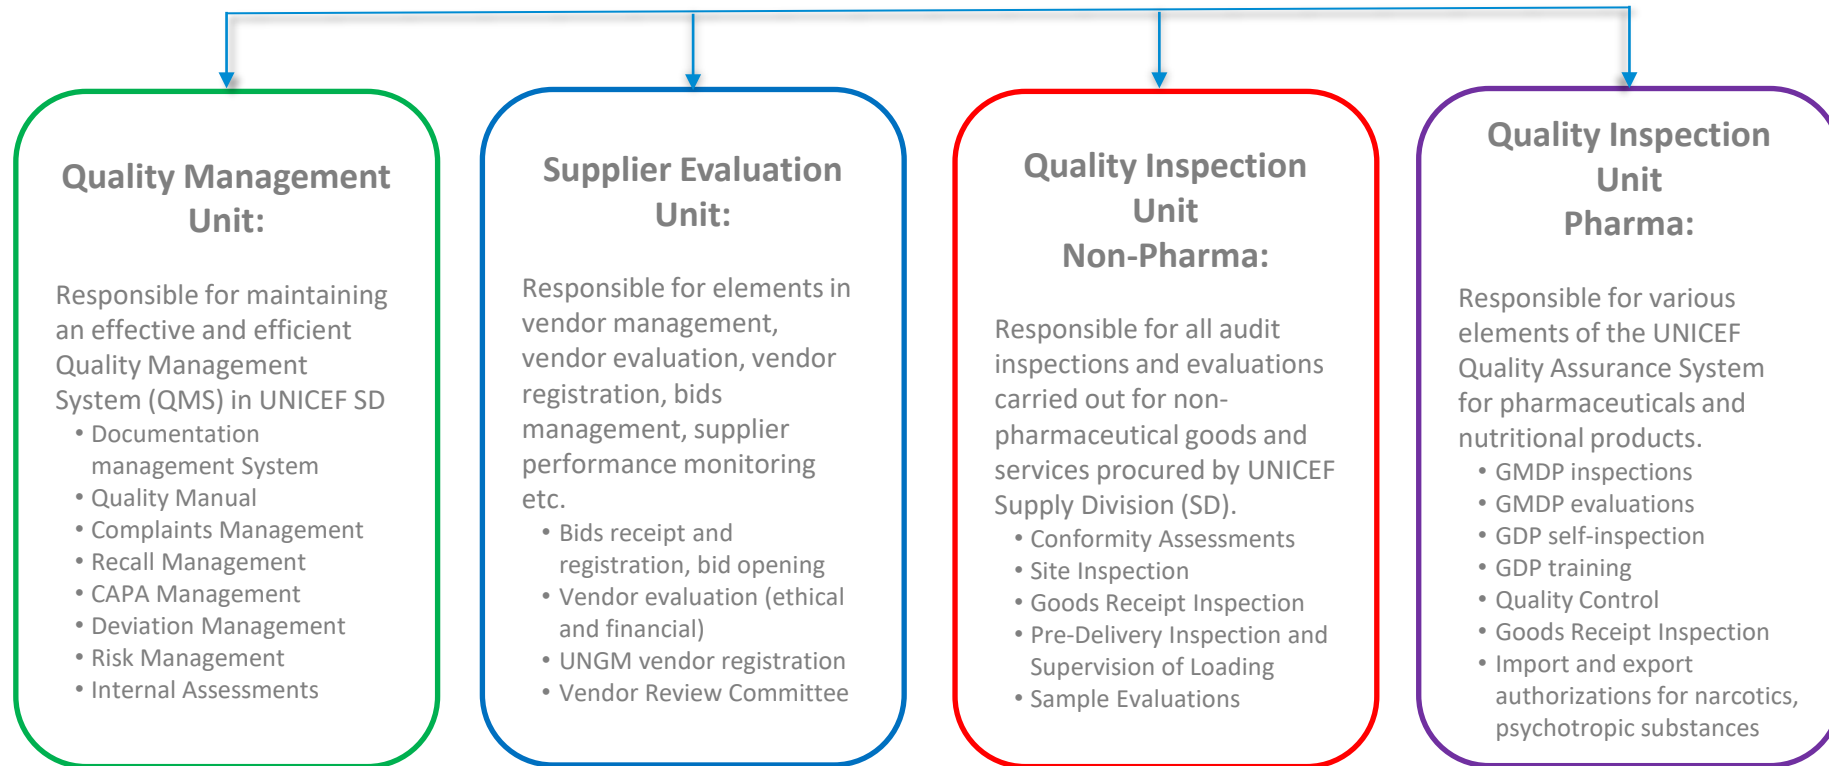 Quality Management
Unit:
Responsible for maintaining
an effective and efficient
Quality Management
System (QMS) in UNICEF SD
• Documentation
management System
• Quality Manual
• Complaints Management
• Recall Management
• CAPA Management
• Deviation Management
• Risk Management
• Internal Assessments
Supplier Evaluation
Unit:
Responsible for elements in
vendor management,
vendor evaluation, vendor
registration, bids
management, supplier
performance monitoring
etc.
• Bids receipt and
registration, bid opening
• Vendor evaluation (ethical
and financial)
• UNGM vendor registration
• Vendor Review Committee
Quality Inspection
Unit
Non-Pharma:
Responsible for all audit
inspections and evaluations
carried out for non-
pharmaceutical goods and
services procured by UNICEF
Supply Division (SD).
• Conformity Assessments
• Site Inspection
• Goods Receipt Inspection
• Pre-Delivery Inspection and
Supervision of Loading
• Sample Evaluations
Quality Inspection
Unit
Pharma:
Responsible for various
elements of the UNICEF
Quality Assurance System
for pharmaceuticals and
nutritional products.
• GMDP inspections
• GMDP evaluations
• GDP self-inspection
• GDP training
• Quality Control
• Goods Receipt Inspection
• Import and export
authorizations for narcotics,
psychotropic substances